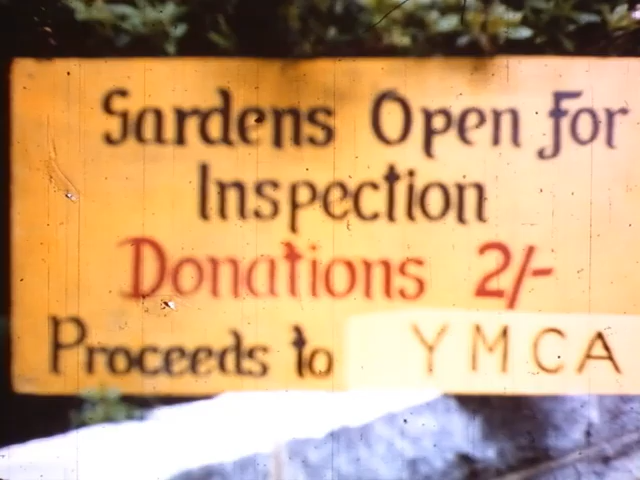 Gardens Open for
Inspection
Donations 2/-
Proceeds to YMCA